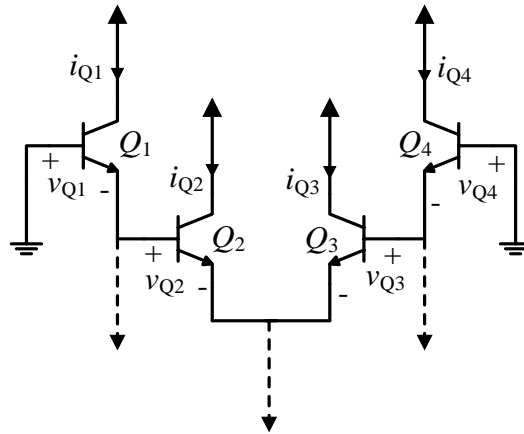 iQ1
iQ4
Q1
Q4
+
vQ1
-
iQ2
iQ3
+
vQ4
-
Q2
Q3
+
vQ2
-
+
vQ3
-